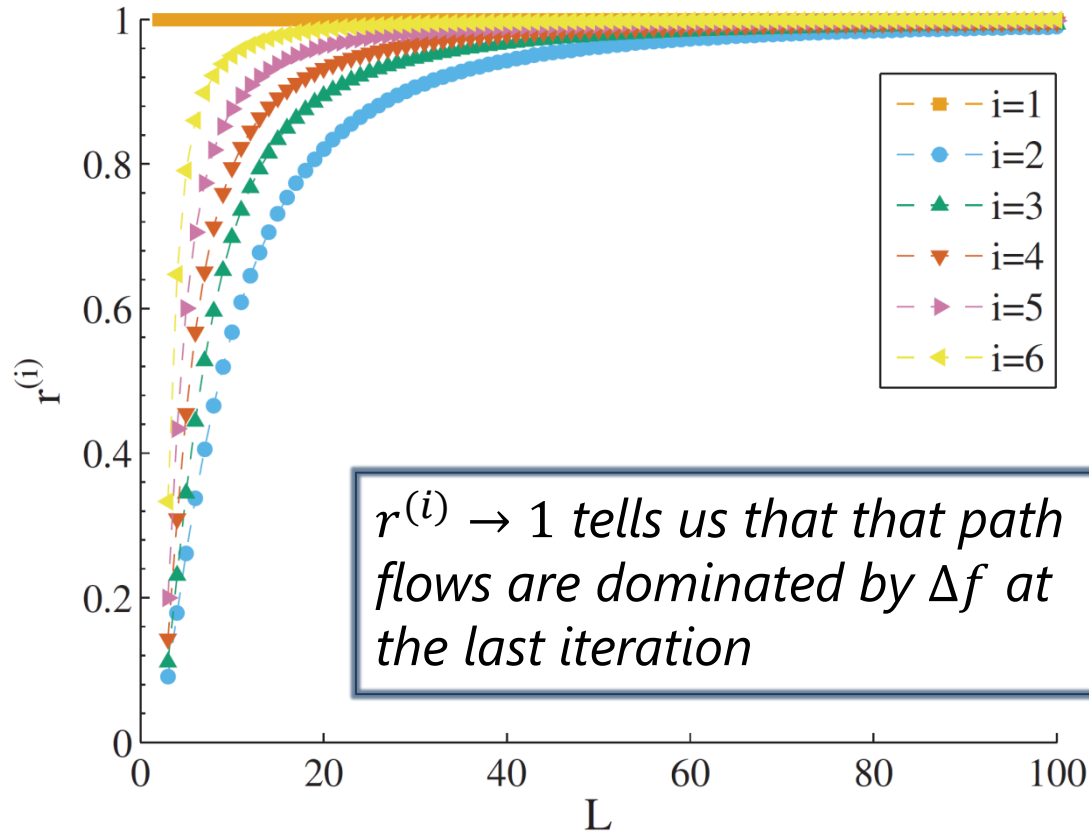 1
0.8
0.6
0.4
0.2
0
r(i)
0
20
40
60
80
100
L
i=1
i=2
i=3
i=4
i=5
i=6
r(i) → 1 tells us that that path
flows are dominated by Δf at
the last iteration